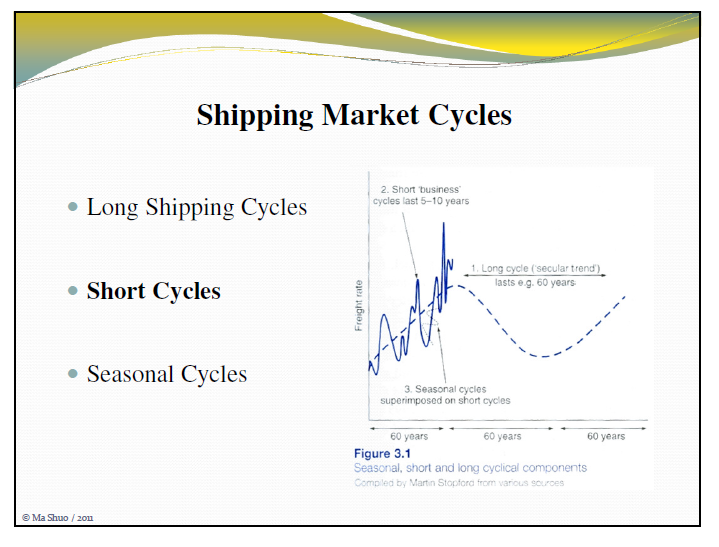 Shipping Market Cycles
Long Shipping Cycles
Short Cycles
Seasonal Cycles
2. Short 'business'
cycles last 5–10 years
1. Long cycle ('secular trend')
lasts e.g. 60 years
Freight rate
3. Seasonal cycles
superimposed on short cycles
60 years
60 years
60 years
Figure 3.1
Seasonal, short and long cyclical components
Compiled by Martin Stopford from various sources
© Ma Shuo / 2011